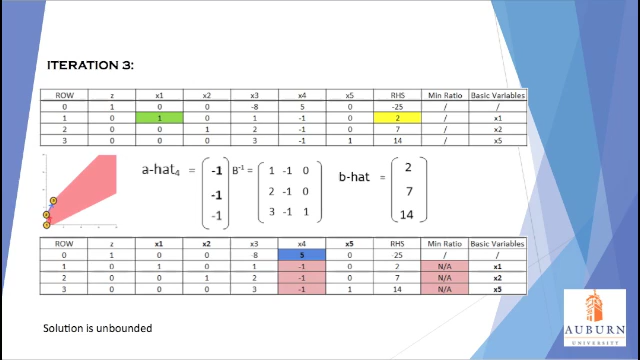 ITERATION 3:
ROW z x1 x2 x3 x4 x5 RHS Min Ratio Basic Variables
0 1 0 0 -8 5 0 -25 / /
1 0 1 0 1 -1 0 2 / x1
2 0 0 1 2 -1 0 7 / x2
3 0 0 0 3 -1 1 14 / x5
a-hat4 = -1 -1 -1
B-1 = 1 -1 0
2 -1 0
3 -1 1
b-hat = 2 7 14
ROW z x1 x2 x3 x4 x5 RHS Min Ratio Basic Variables
0 1 0 0 -8 5 0 -25 / /
1 0 1 0 1 -1 0 2 N/A x1
2 0 0 1 2 -1 0 7 N/A x2
3 0 0 0 3 -1 1 14 N/A x5
Solution is unbounded
AUBURN
UNIVERSITY